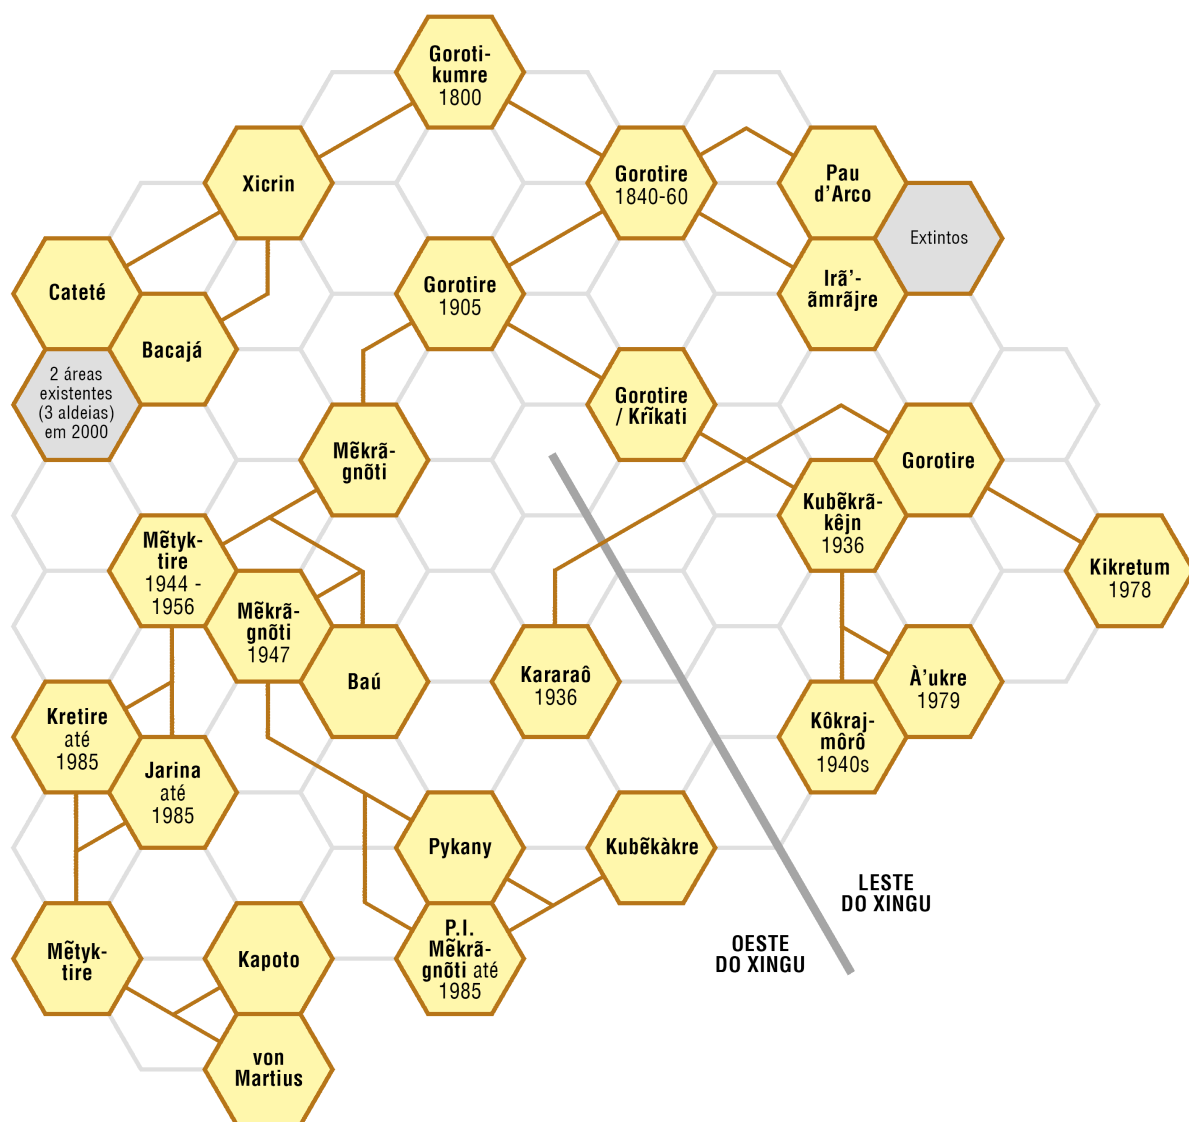 Goroti-
kumre
1800
Xicrin
Gorotire
1840-60
Pau
d’Arco
Extintos
Cateté
Gorotire
1905
Irã’-
ãmrãjre
Bacajá
2 áreas
existentes
(3 aldeias)
em 2000
Gorotire
/ Kr̃ĩkati
Mẽkrã-
gnõti
Gorotire
Kubẽkrã-
kêjn
1936
Mẽtyk-
tire
1944 -
1956
Kikretum
1978
Mẽkrã-
gnõti
1947
Baú
Kararaô
1936
À’ukre
1979
Kretire
até
1985
Kôkraj-
môrô
1940s
Jarina
até
1985
Pykany
Kubẽkàkre
LESTE
DO XINGU
OESTE
DO XINGU
Mẽtyk-
tire
Kapoto
P.I.
Mẽkrã-
gnõti até
1985
von
Martius